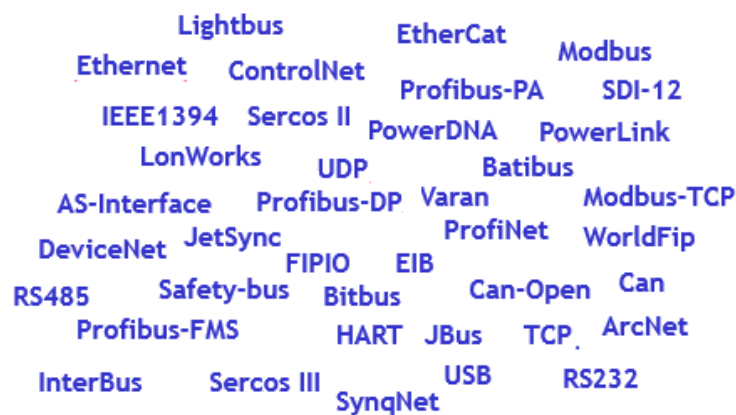 Lightbus EtherCat
Ethernet ControlNet Modbus
Profibus-PA SDI-12
IEEE1394 Sercos II PowerDNA PowerLink
LonWorks UDP Batibus
AS-Interface Profibus-DP Varan Modbus-TCP
DeviceNet JetSync ProfiNet WorldFip
FIPIO EIB
RS485 Safety-bus Bitbus Can-Open Can
Profibus-FMS HART JBus TCP ArcNet
InterBus Sercos III USB RS232
SynqNet